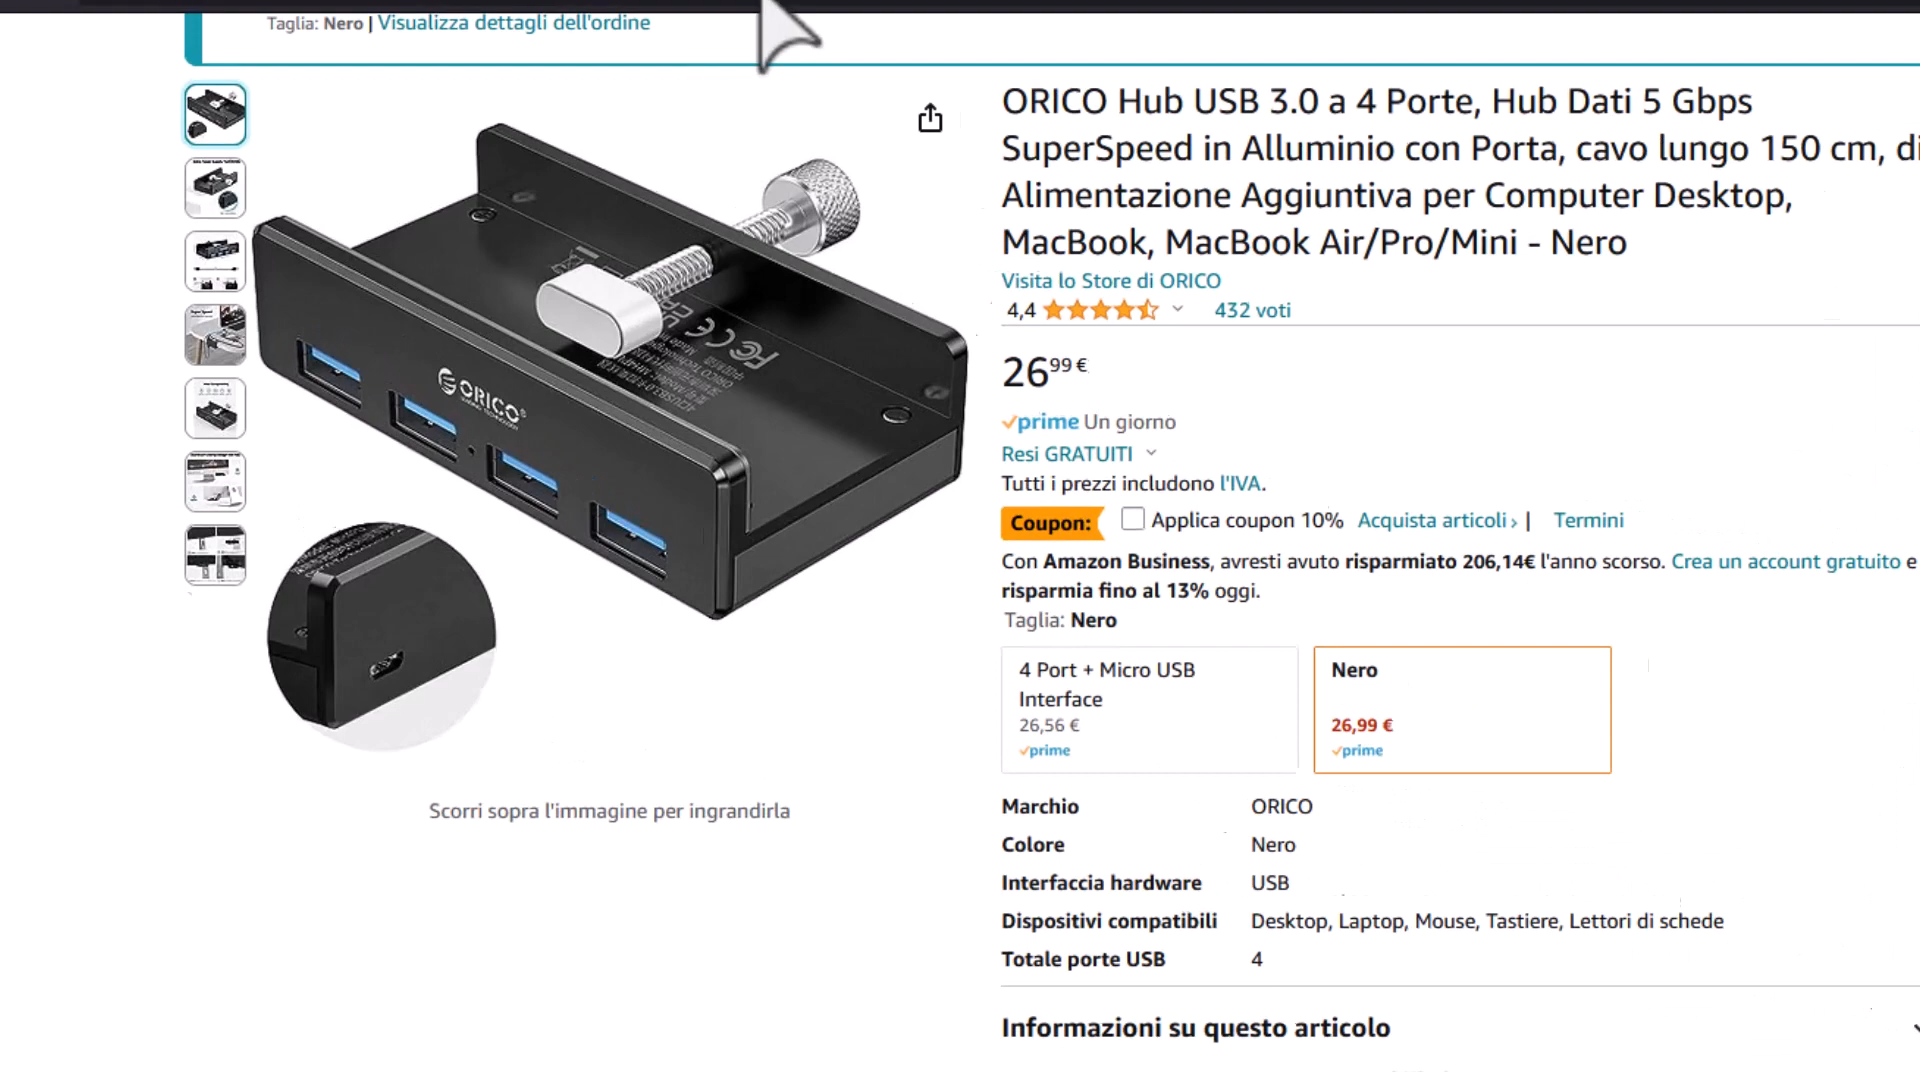 Taglia: Nero | Visualizza dettagli dell'ordine
ORICO Hub USB 3.0 a 4 Porte, Hub Dati 5 Gbps
SuperSpeed in Alluminio con Porta, cavo lungo 150 cm, di
Alimentazione Aggiuntiva per Computer Desktop,
MacBook, MacBook Air/Pro/Mini - Nero
Visita lo Store di ORICO
4,4 432 voti
26,99 €
prime Un giorno
Resi GRATUITI
Tutti i prezzi includono l'IVA.
Coupon: Applica coupon 10% Acquista articoli › | Termini
Con Amazon Business, avresti avuto risparmiato 206,14€ l'anno scorso. Crea un account gratuito e
risparmia fino al 13% oggi.
Taglia: Nero
4 Port + Micro USB
Interface
26,56 €
prime
Nero
26,99 €
prime
Marchio ORICO
Colore Nero
Interfaccia hardware USB
Dispositivi compatibili Desktop, Laptop, Mouse, Tastiere, Lettori di schede
Totale porte USB 4
Informazioni su questo articolo
ORICO
FC CE
Scorri sopra l'immagine per ingrandirla